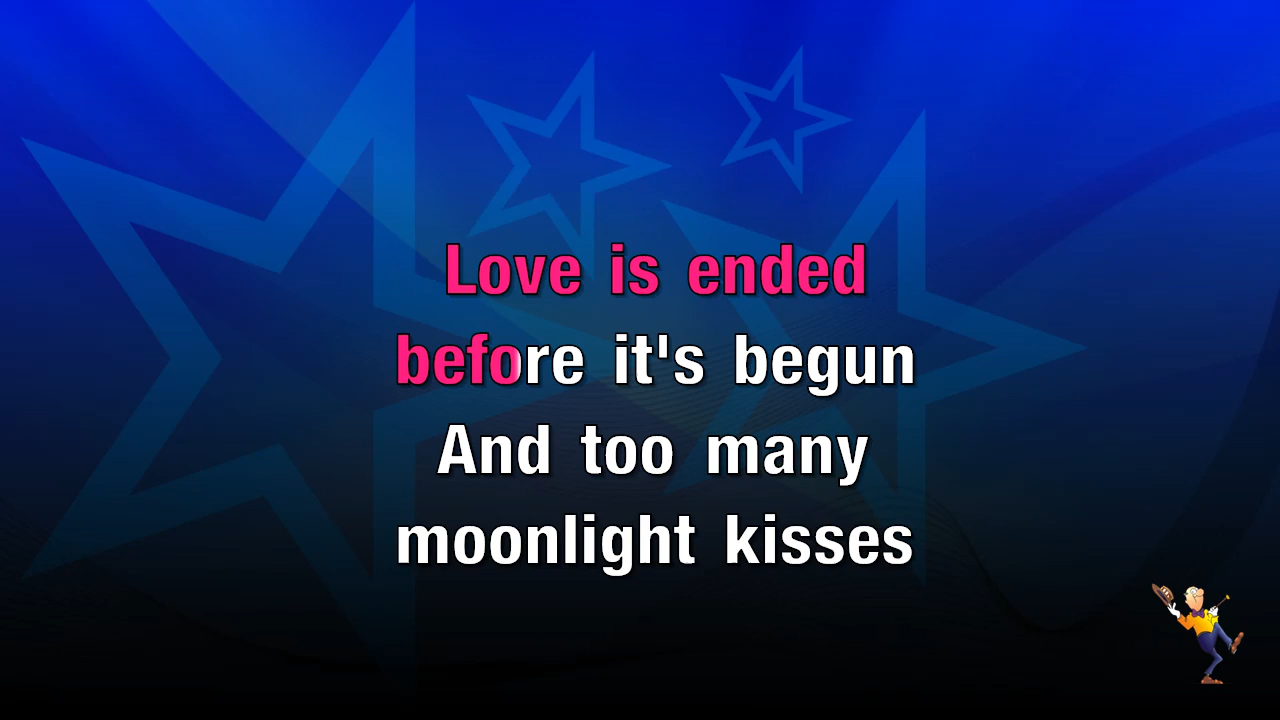 Love is ended
before it's begun
And too many
moonlight kisses